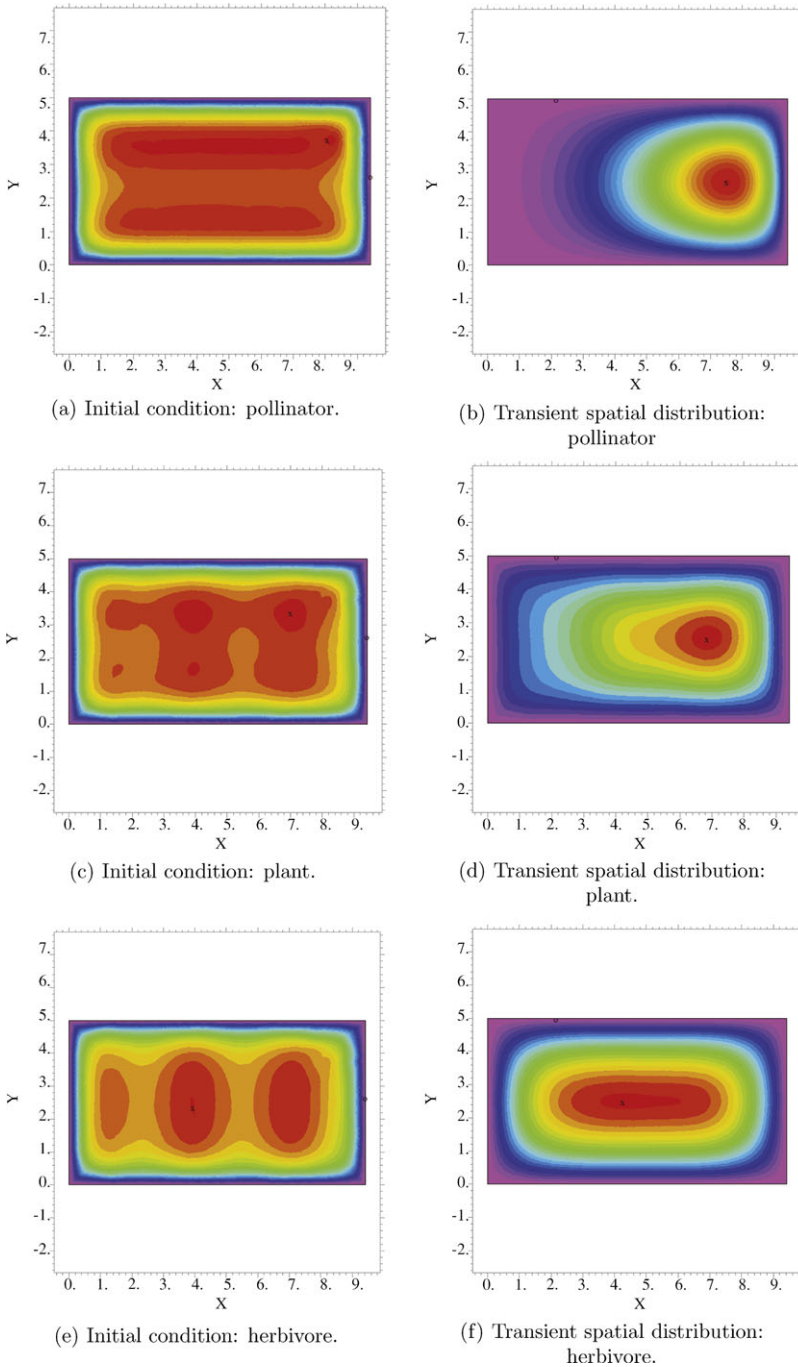 7.
6.
5.
4.
3.
2.
1.
0.
-1.
-2.
Y
0. 1. 2. 3. 4. 5. 6. 7. 8. 9.
X
x
o
(a) Initial condition: pollinator.
7.
6.
5.
4.
3.
2.
1.
0.
-1.
-2.
Y
0. 1. 2. 3. 4. 5. 6. 7. 8. 9.
X
o
x
(b) Transient spatial distribution:
pollinator
7.
6.
5.
4.
3.
2.
1.
0.
-1.
-2.
Y
0. 1. 2. 3. 4. 5. 6. 7. 8. 9.
X
x
o
(c) Initial condition: plant.
7.
6.
5.
4.
3.
2.
1.
0.
-1.
-2.
Y
0. 1. 2. 3. 4. 5. 6. 7. 8. 9.
X
o
x
(d) Transient spatial distribution:
plant.
7.
6.
5.
4.
3.
2.
1.
0.
-1.
-2.
Y
0. 1. 2. 3. 4. 5. 6. 7. 8. 9.
X
x
o
(e) Initial condition: herbivore.
7.
6.
5.
4.
3.
2.
1.
0.
-1.
-2.
Y
0. 1. 2. 3. 4. 5. 6. 7. 8. 9.
X
o
x
(f) Transient spatial distribution:
herbivore.